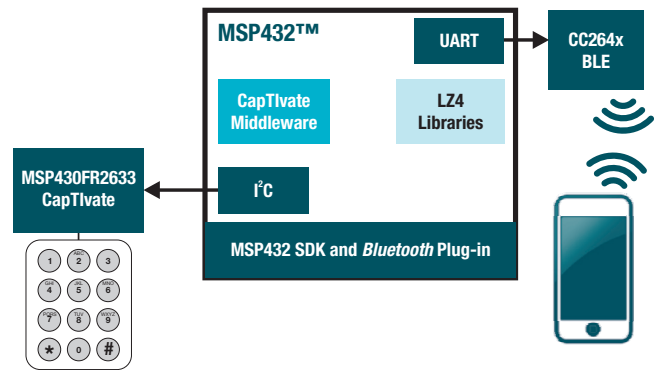 MSP432™
UART
CC264x
BLE
CapTIvate
Middleware
LZ4
Libraries
MSP430FR2633
CapTIvate
I²C
MSP432 SDK and Bluetooth Plug-in
1
ABC
2
3
GHI
4
JKL
5
MNO
6
PQRS
7
TUV
8
WXYZ
9
*
0
#